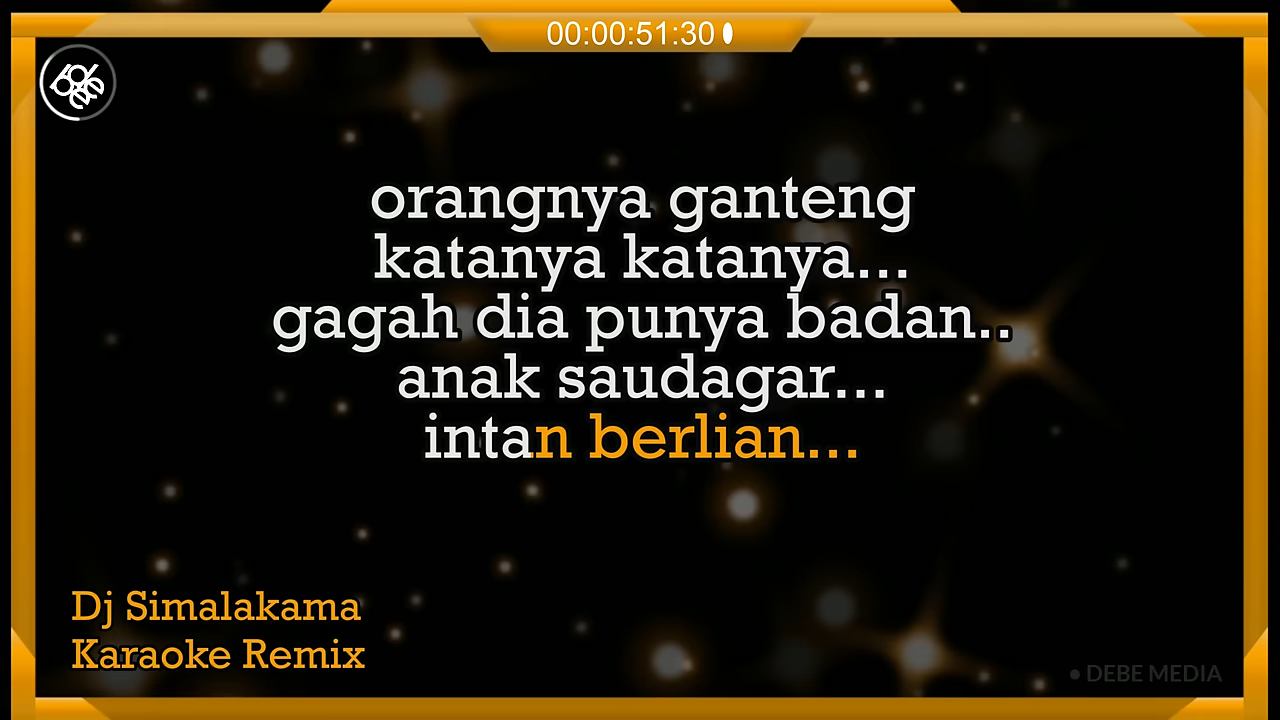 00:00:51:30
orangnya ganteng
katanya katanya...
gagah dia punya badan..
anak saudagar...
intan berlian...
Dj Simalakama
Karaoke Remix
• DEBE MEDIA